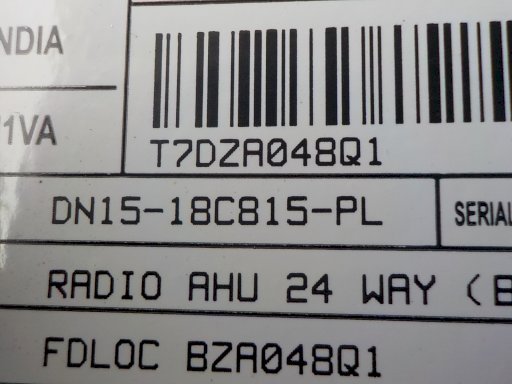 NDIA
1VA
T7DZA048Q1
DN15-18C815-PL
SERIAL
RADIO AHU 24 WAY (B
FDLOC BZA048Q1